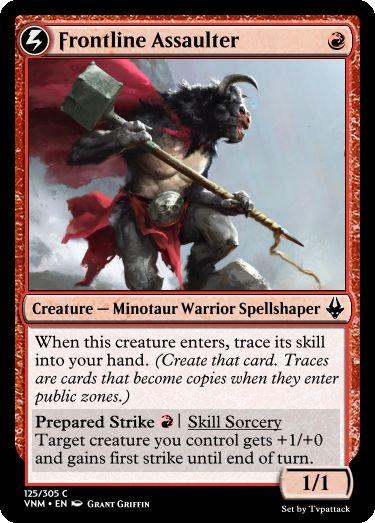 Frontline Assaulter
Creature — Minotaur Warrior Spellshaper
When this creature enters, trace its skill
into your hand. (Create that card. Traces
are cards that become copies when they enter
public zones.)
Prepared Strike | Skill Sorcery
Target creature you control gets +1/+0
and gains first strike until end of turn.
1/1
125/305 C
VNM • EN Grant Griffin
Set by Tvpattack